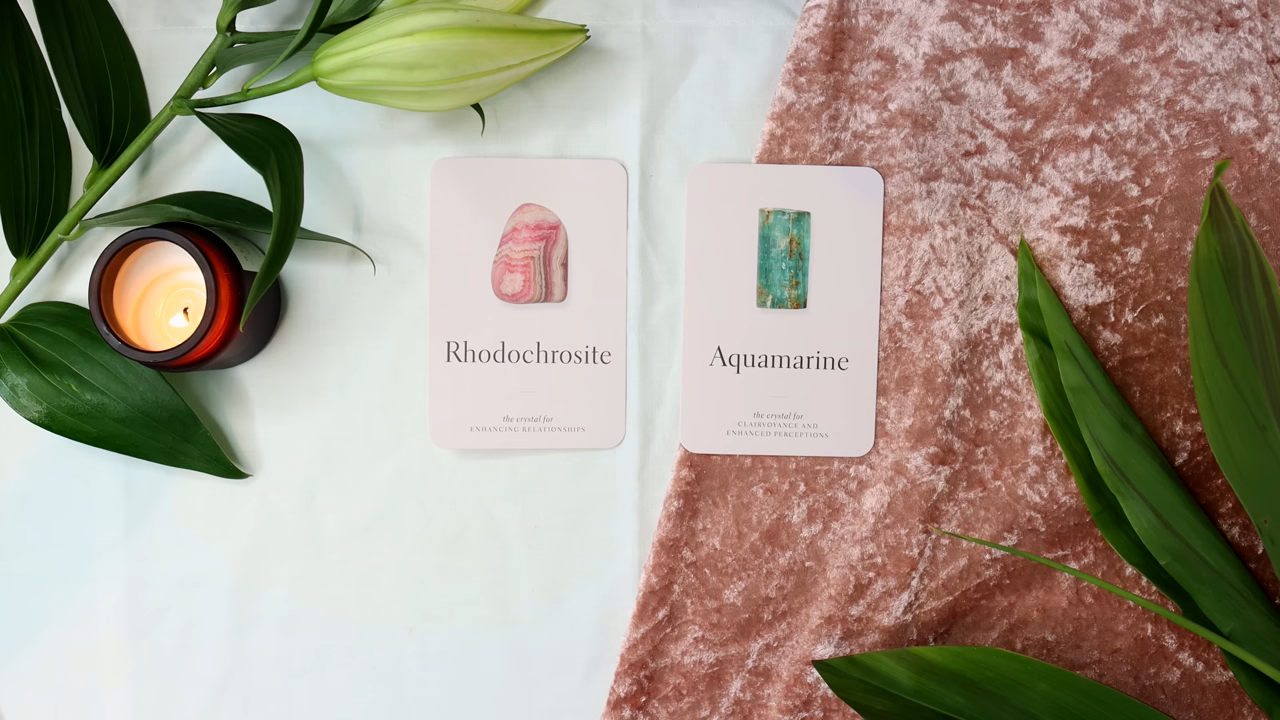 Rhodochrosite
the crystal for
ENHANCING RELATIONSHIPS
Aquamarine
the crystal for
CLAIRVOYANCE AND
ENHANCED PERCEPTIONS